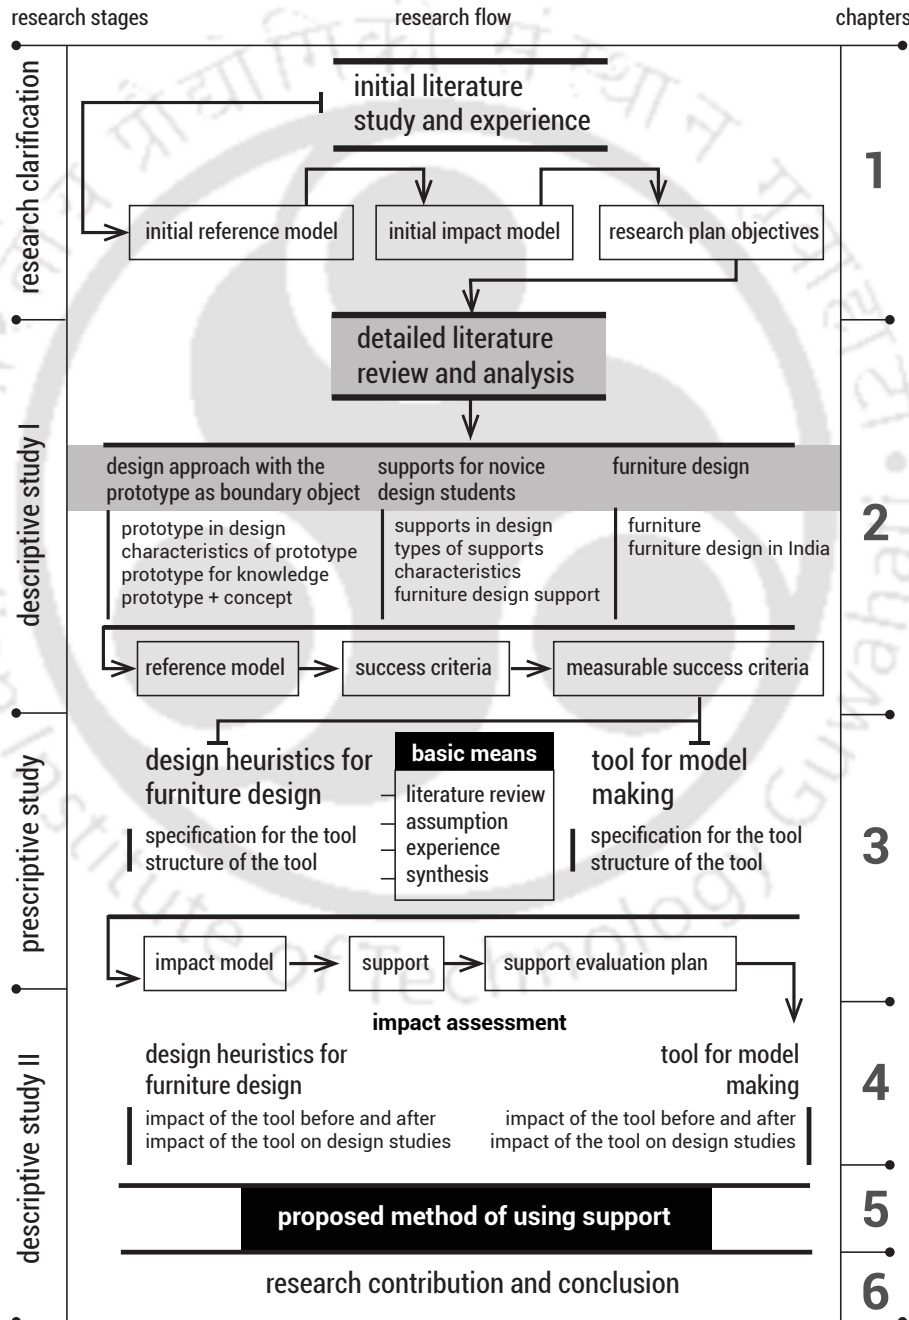 research stages
research flow
chapters
research clarification
initial literature
study and experience
1
initial reference model
initial impact model
research plan objectives
descriptive study I
detailed literature
review and analysis
design approach with the
prototype as boundary object
supports for novice
design students
furniture design
2
prototype in design
characteristics of prototype
prototype for knowledge
prototype + concept
supports in design
types of supports
characteristics
furniture design support
furniture
furniture design in India
reference model
success criteria
measurable success criteria
prescriptive study
design heuristics for
furniture design
specification for the tool
structure of the tool
basic means
literature review
assumption
experience
synthesis
tool for model
making
specification for the tool
structure of the tool
3
impact model
support
support evaluation plan
descriptive study II
impact assessment
design heuristics for
furniture design
impact of the tool before and after
impact of the tool on design studies
tool for model
making
impact of the tool before and after
impact of the tool on design studies
4
proposed method of using support
5
research contribution and conclusion
6
Institute of Technology Guwahati